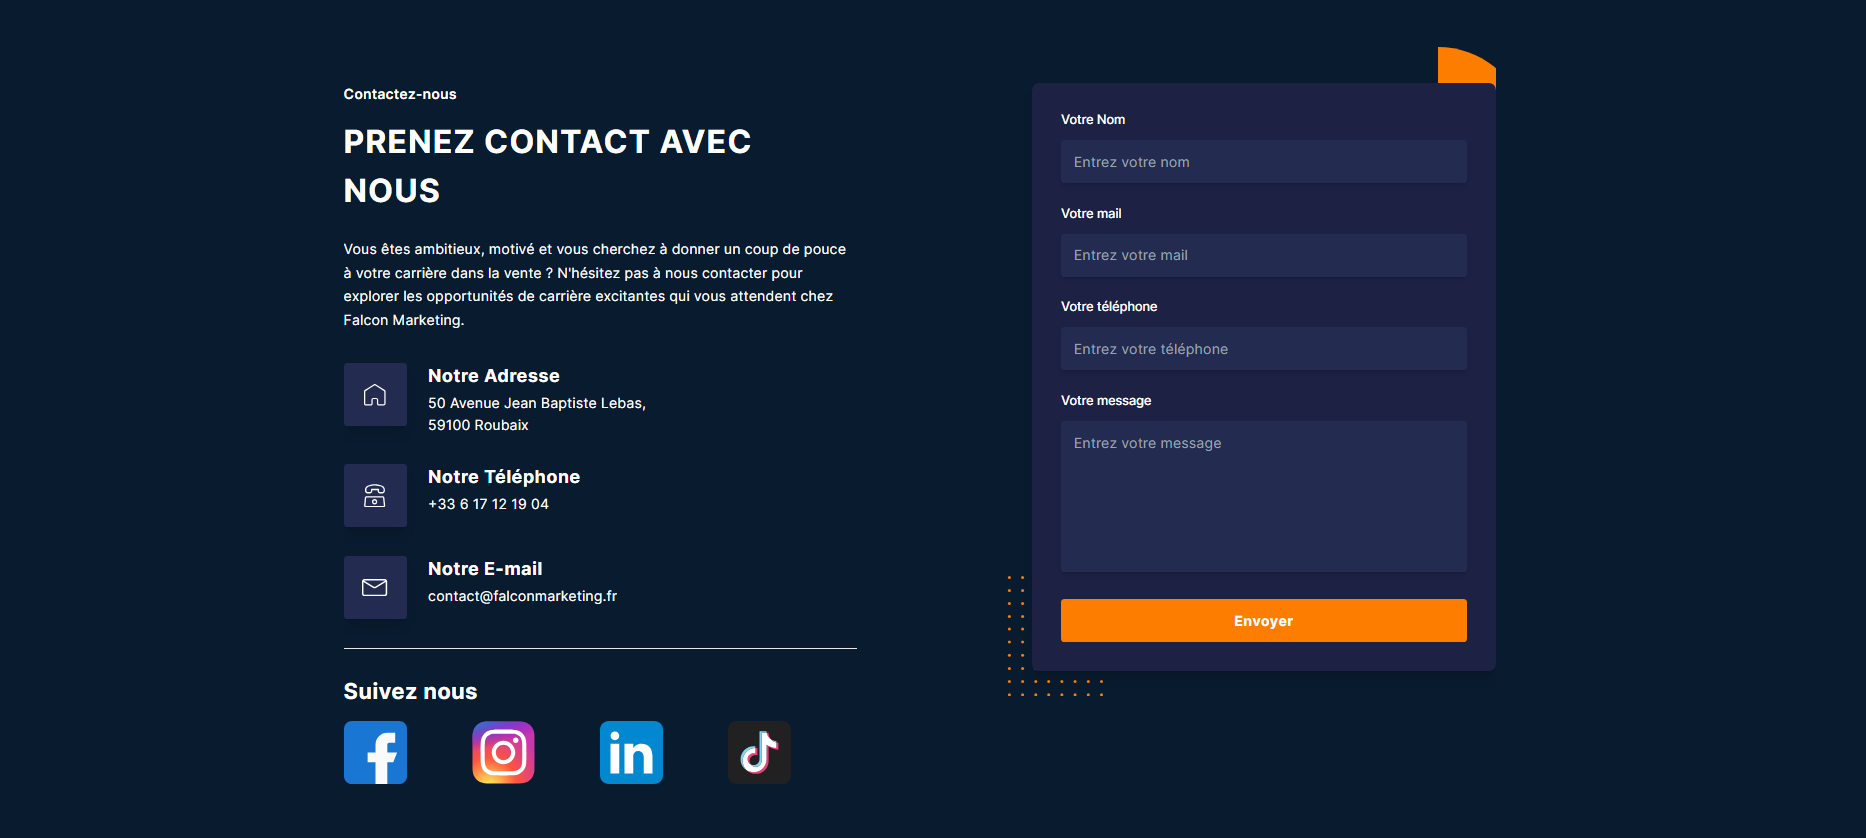 Contactez-nous
PRENEZ CONTACT AVEC
NOUS
Vous êtes ambitieux, motivé et vous cherchez à donner un coup de pouce
à votre carrière dans la vente ? N'hésitez pas à nous contacter pour
explorer les opportunités de carrière excitantes qui vous attendent chez
Falcon Marketing.
Notre Adresse
50 Avenue Jean Baptiste Lebas,
59100 Roubaix
Notre Téléphone
+33 6 17 12 19 04
Notre E-mail
contact@falconmarketing.fr
Suivez nous
Votre Nom
Entrez votre nom
Votre mail
Entrez votre mail
Votre téléphone
Entrez votre téléphone
Votre message
Entrez votre message
Envoyer